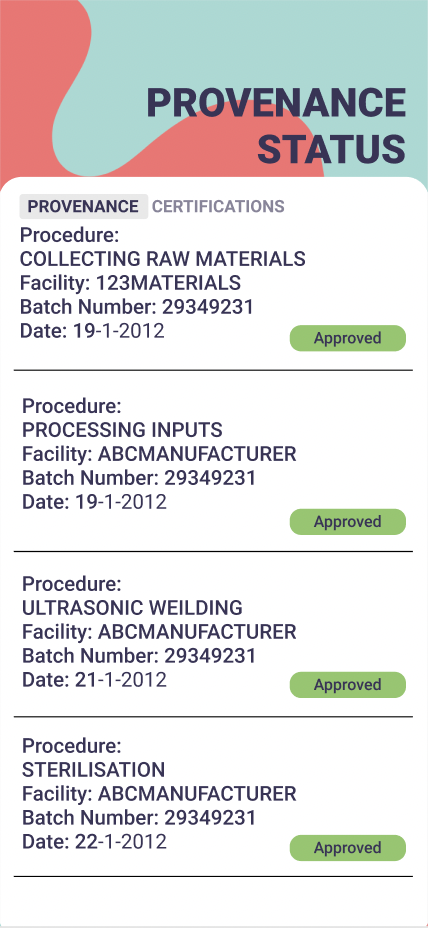 PROVENANCE
STATUS
PROVENANCE CERTIFICATIONS
Procedure:
COLLECTING RAW MATERIALS
Facility: 123MATERIALS
Batch Number: 29349231
Date: 19-1-2012
Approved
Procedure:
PROCESSING INPUTS
Facility: ABCMANUFACTURER
Batch Number: 29349231
Date: 19-1-2012
Approved
Procedure:
ULTRASONIC WEILDING
Facility: ABCMANUFACTURER
Batch Number: 29349231
Date: 21-1-2012
Approved
Procedure:
STERILISATION
Facility: ABCMANUFACTURER
Batch Number: 29349231
Date: 22-1-2012
Approved